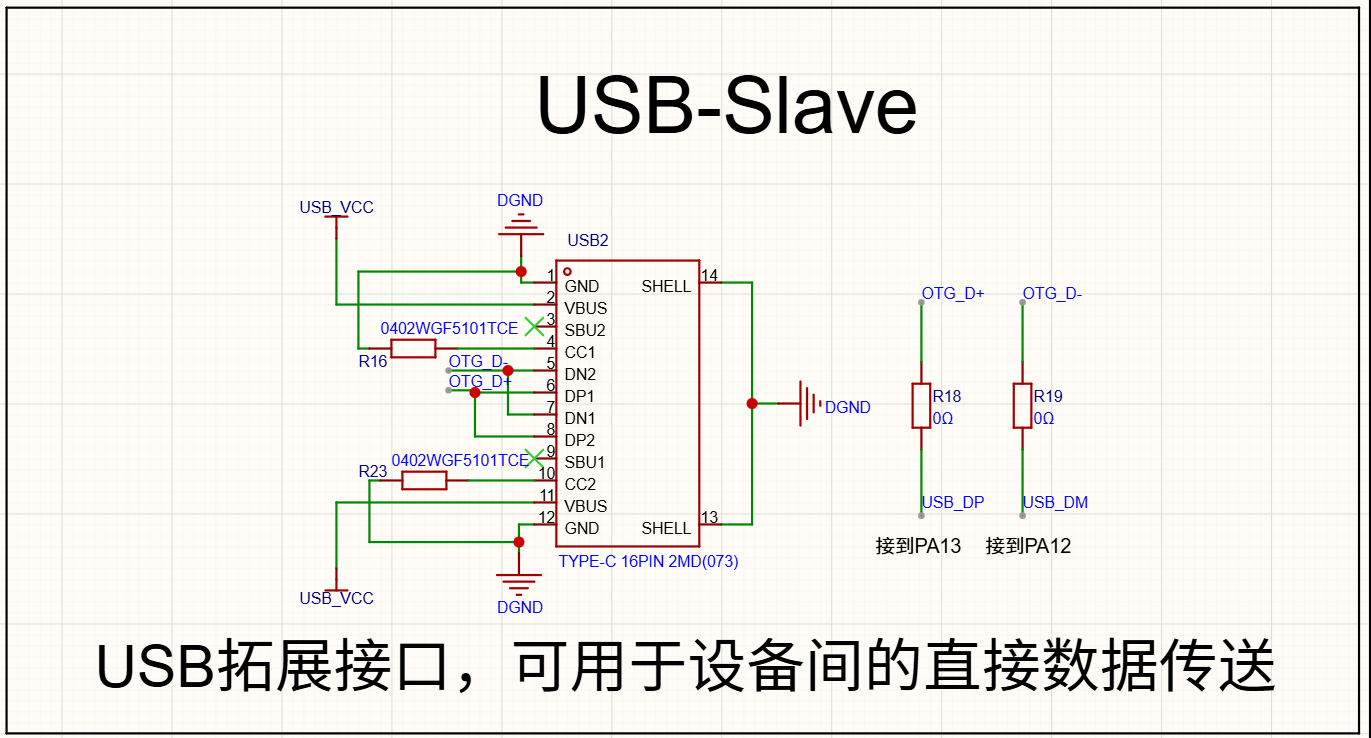 USB-Slave
USB_VCC
DGND
USB2
1
GND
2
VBUS
3
SBU2
0402WGF5101TCE
R16
4
CC1
OTG_D-
5
DN2
OTG_D+
6
DP1
7
DN1
8
DP2
9
SBU1
0402WGF5101TCE
R23
10
CC2
11
VBUS
12
GND
SHELL
14
SHELL
13
DGND
TYPE-C 16PIN 2MD(073)
USB_VCC
DGND
OTG_D+
OTG_D-
R18
0Ω
R19
0Ω
USB_DP
USB_DM
接到PA13
接到PA12
USB拓展接口，可用于设备间的直接数据传送